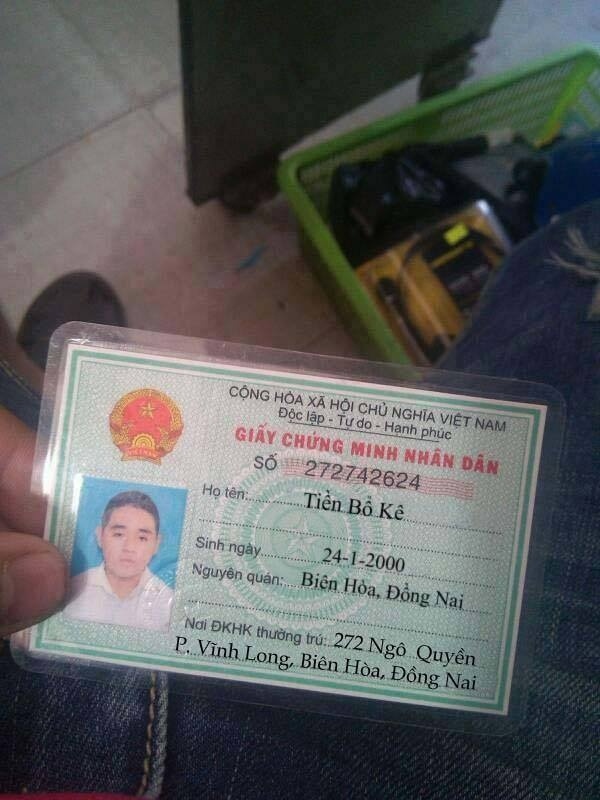 CỘNG HÒA XÃ HỘI CHỦ NGHĨA VIỆT NAM
Độc lập - Tự do - Hạnh phúc
GIẤY CHỨNG MINH NHÂN DÂN
SỐ 272742624
Họ tên: Tiền Bổ Kê
Sinh ngày 24-1-2000
Nguyên quán: Biên Hòa, Đồng Nai
Nơi ĐKHK thường trú: 272 Ngô Quyền
P. Vĩnh Long, Biên Hòa, Đồng Nai
VIỆT NAM